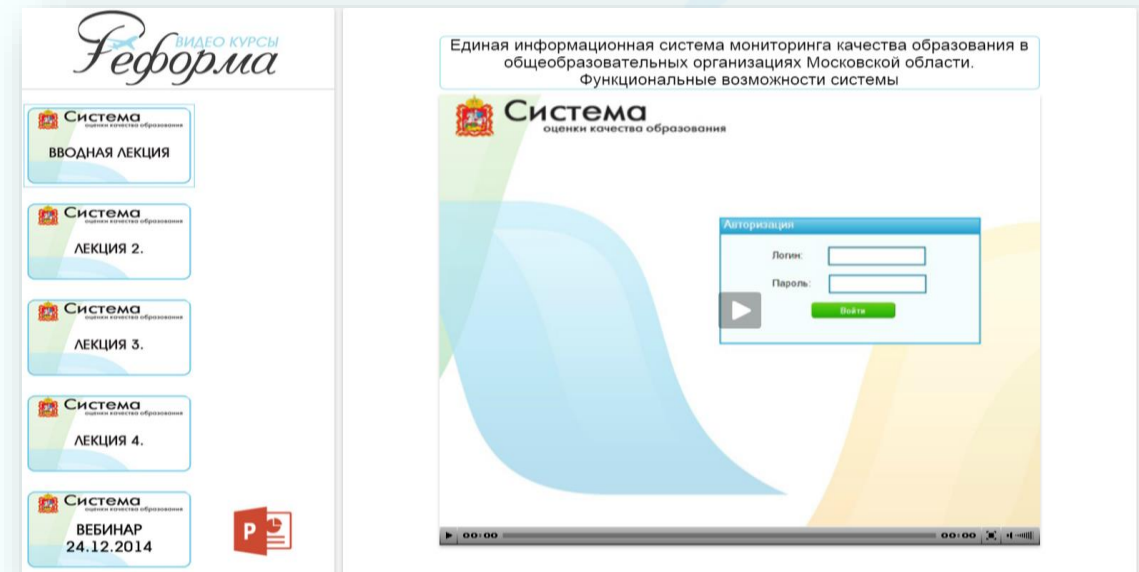 ВИДЕО КУРСЫ
Реформа
Система
оценки качества образования
ВВОДНАЯ ЛЕКЦИЯ
Система
оценки качества образования
ЛЕКЦИЯ 2.
Система
оценки качества образования
ЛЕКЦИЯ 3.
Система
оценки качества образования
ЛЕКЦИЯ 4.
Система
оценки качества образования
ВЕБИНАР
24.12.2014
P
Единая информационная система мониторинга качества образования в
общеобразовательных организациях Московской области.
Функциональные возможности системы
Система
оценки качества образования
Авторизация
Логин:
Пароль:
Войти
00:00
00:00